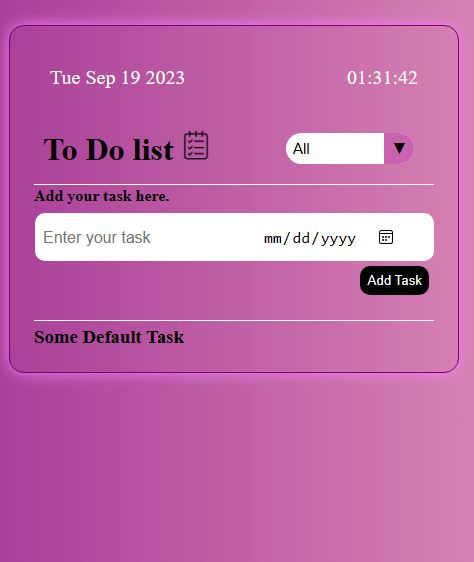 Tue Sep 19 2023 01:31:42
To Do list All ▼
Add your task here.
Enter your task mm/dd/yyyy
Add Task
Some Default Task